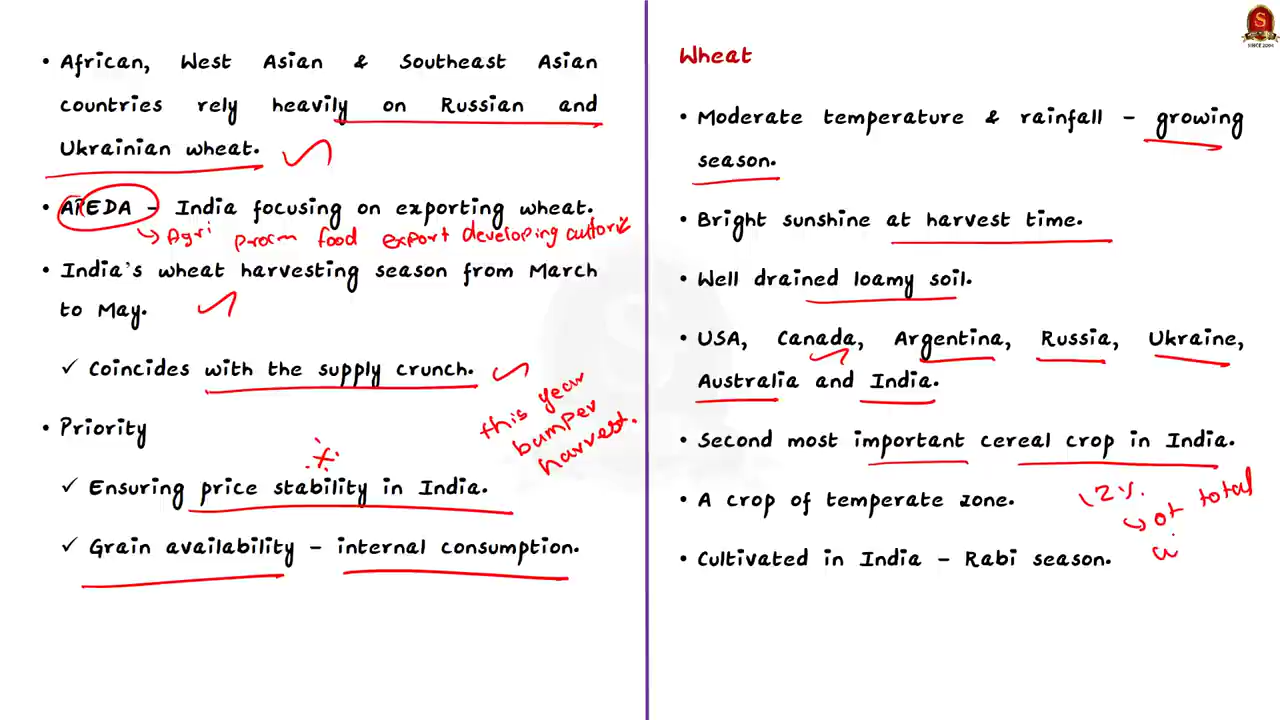 • African, West Asian & Southeast Asian
countries rely heavily on Russian and
Ukrainian wheat.
• APEDA - India focusing on exporting wheat.
Agri procm food export developing authori
• India's wheat harvesting season from March
to May.
✓ Coincides with the supply crunch.
this year
bumper
harvest.
• Priority
✓ Ensuring price stability in India.
✓ Grain availability - internal consumption.
S
SINCE 2004
Wheat
• Moderate temperature & rainfall - growing
season.
• Bright sunshine at harvest time.
• Well drained loamy soil.
• USA, Canada, Argentina, Russia, Ukraine,
Australia and India.
• Second most important cereal crop in India.
• A crop of temperate zone.
12%
of total
• Cultivated in India - Rabi season.